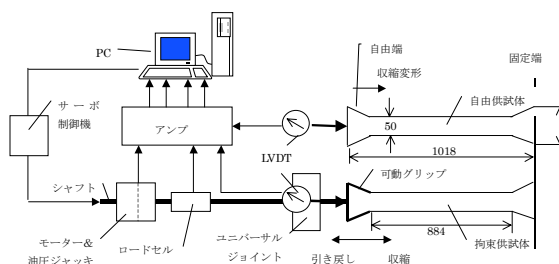 PC
自由端
固定端
収縮変形
自由供試体
サーボ
制御機
アンプ
50
LVDT
1018
シャフト
可動グリップ
モーター&
油圧ジャッキ
ロードセル
ユニバーサル
ジョイント
884
引き戻し
収縮
拘束供試体